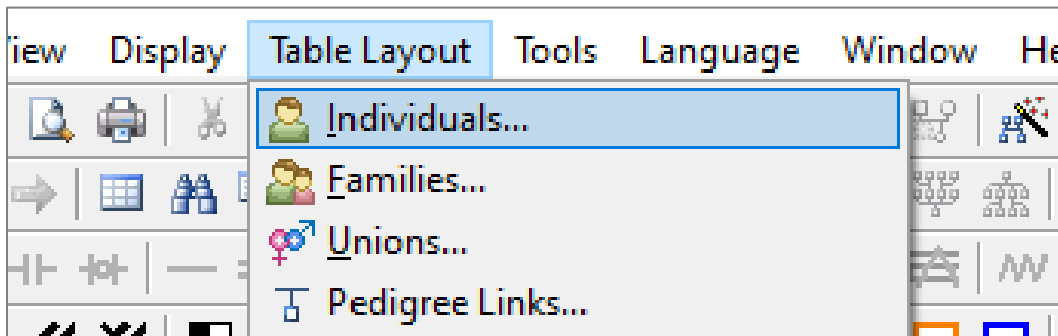 iew Display Table Layout Tools Language Window He
Individuals...
Families...
Unions...
Pedigree Links...